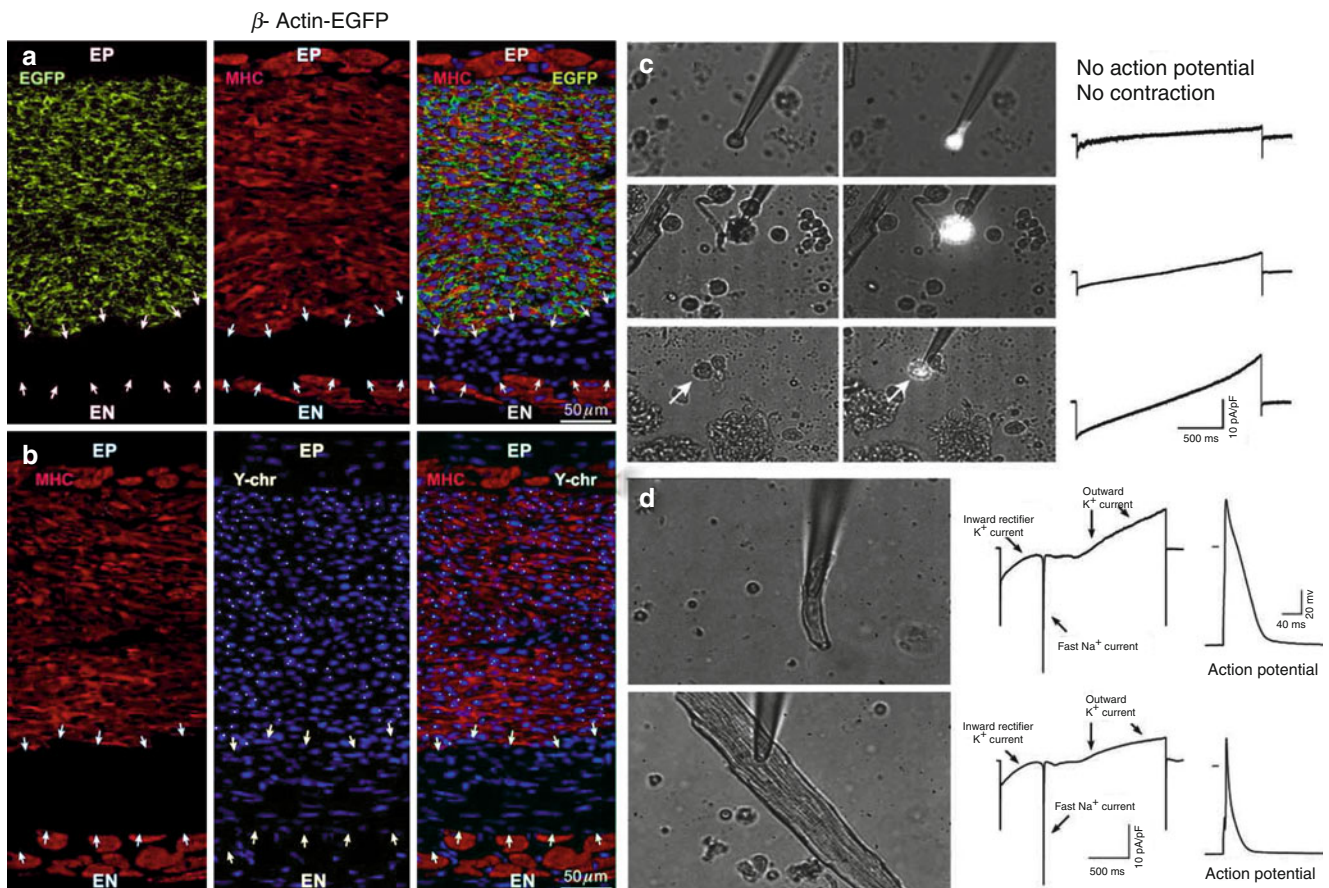 β- Actin-EGFP
a
EP
EGFP
EN
EP
MHC
EN
EP
MHC EGFP
EN
50 μm
b
EP
MHC
EN
EP
Y-chr
EN
EP
MHC Y-chr
EN
50 μm
c
No action potential
No contraction
500 ms
10 pA/pF
d
Inward rectifier
K+ current
Outward
K+ current
Fast Na+ current
20 mv
40 ms
Action potential
Inward rectifier
K+ current
Outward
K+ current
Fast Na+ current
10 pA/pF
500 ms
Action potential